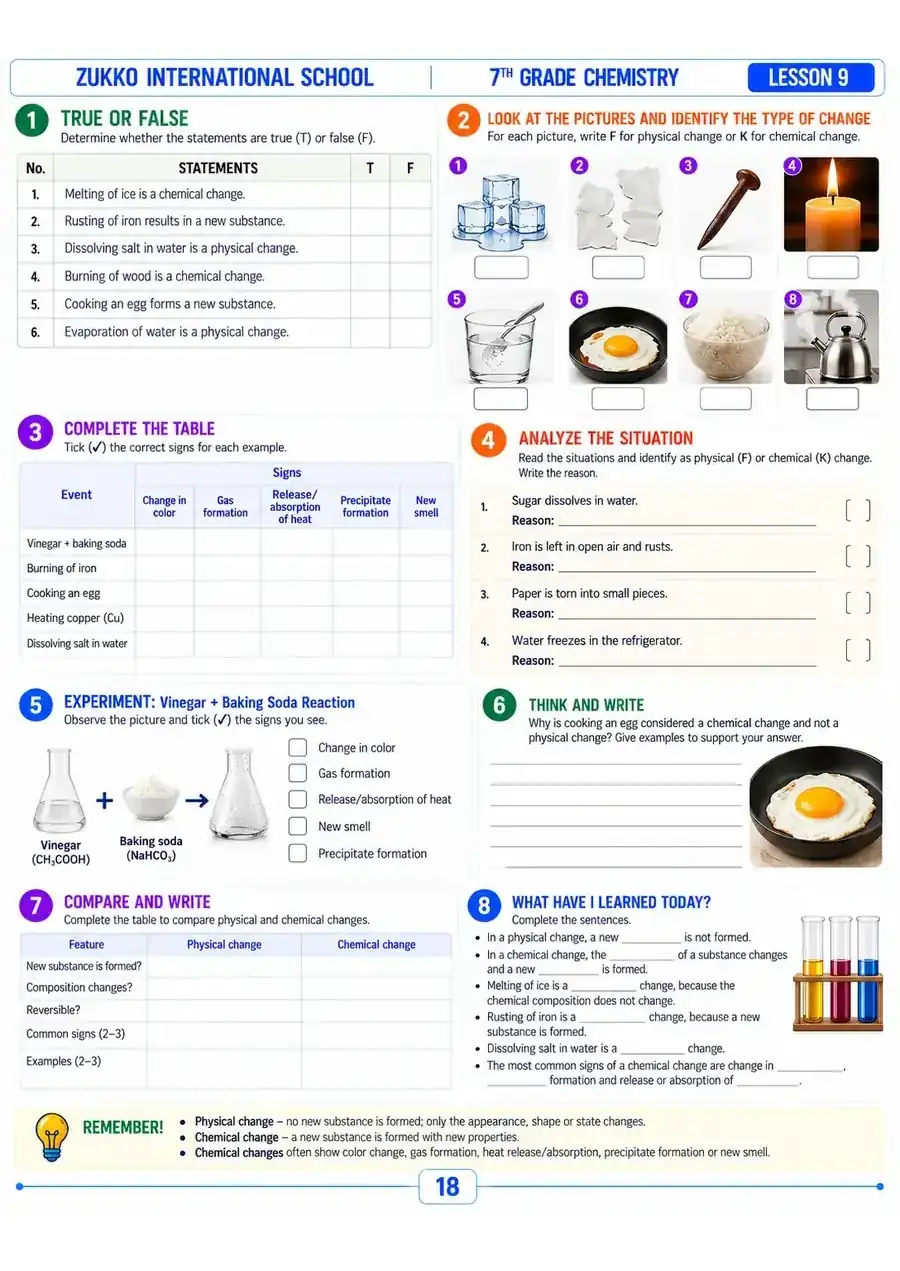 ZUKKO INTERNATIONAL SCHOOL | 7TH GRADE CHEMISTRY LESSON 9
1 TRUE OR FALSE
Determine whether the statements are true (T) or false (F).
No. STATEMENTS T F
1. Melting of ice is a chemical change.
2. Rusting of iron results in a new substance.
3. Dissolving salt in water is a physical change.
4. Burning of wood is a chemical change.
5. Cooking an egg forms a new substance.
6. Evaporation of water is a physical change.
2 LOOK AT THE PICTURES AND IDENTIFY THE TYPE OF CHANGE
For each picture, write F for physical change or K for chemical change.
1 2 3 4
5 6 7 8
3 COMPLETE THE TABLE
Tick (✓) the correct signs for each example.
Event
Signs
Change in color
Gas formation
Release/ absorption of heat
Precipitate formation
New smell
Vinegar + baking soda
Burning of iron
Cooking an egg
Heating copper (Cu)
Dissolving salt in water
4 ANALYZE THE SITUATION
Read the situations and identify as physical (F) or chemical (K) change.
Write the reason.
1. Sugar dissolves in water. [ ]
Reason: ____________________
2. Iron is left in open air and rusts. [ ]
Reason: ____________________
3. Paper is torn into small pieces. [ ]
Reason: ____________________
4. Water freezes in the refrigerator. [ ]
Reason: ____________________
5 EXPERIMENT: Vinegar + Baking Soda Reaction
Observe the picture and tick (✓) the signs you see.
+ →
Vinegar
(CH₃COOH)
Baking soda
(NaHCO₃)
Change in color
Gas formation
Release/absorption of heat
New smell
Precipitate formation
6 THINK AND WRITE
Why is cooking an egg considered a chemical change and not a
physical change? Give examples to support your answer.
7 COMPARE AND WRITE
Complete the table to compare physical and chemical changes.
Feature Physical change Chemical change
New substance is formed?
Composition changes?
Reversible?
Common signs (2–3)
Examples (2–3)
8 WHAT HAVE I LEARNED TODAY?
Complete the sentences.
• In a physical change, a new __________ is not formed.
• In a chemical change, the __________ of a substance changes
and a new __________ is formed.
• Melting of ice is a __________ change, because the
chemical composition does not change.
• Rusting of iron is a __________ change, because a new
substance is formed.
• Dissolving salt in water is a __________ change.
• The most common signs of a chemical change are change in __________,
__________ formation and release or absorption of __________.
REMEMBER!
• Physical change – no new substance is formed; only the appearance, shape or state changes.
• Chemical change – a new substance is formed with new properties.
• Chemical changes often show color change, gas formation, heat release/absorption, precipitate formation or new smell.
18